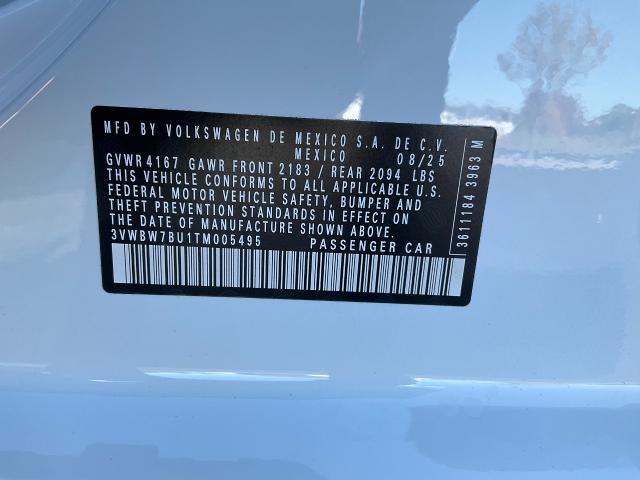 MFD BY VOLKSWAGEN DE MEXICO S.A. DE C.V.
MEXICO 08/25
GVWR 4167 GAWR FRONT 2183 / REAR 2094 LBS
THIS VEHICLE CONFORMS TO ALL APPLICABLE U.S.
FEDERAL MOTOR VEHICLE SAFETY, BUMPER AND
THEFT PREVENTION STANDARDS IN EFFECT ON
THE DATE OF MANUFACTURE SHOWN ABOVE.
3VWBW7BU1TM005495 PASSENGER CAR
3611184 3963 M